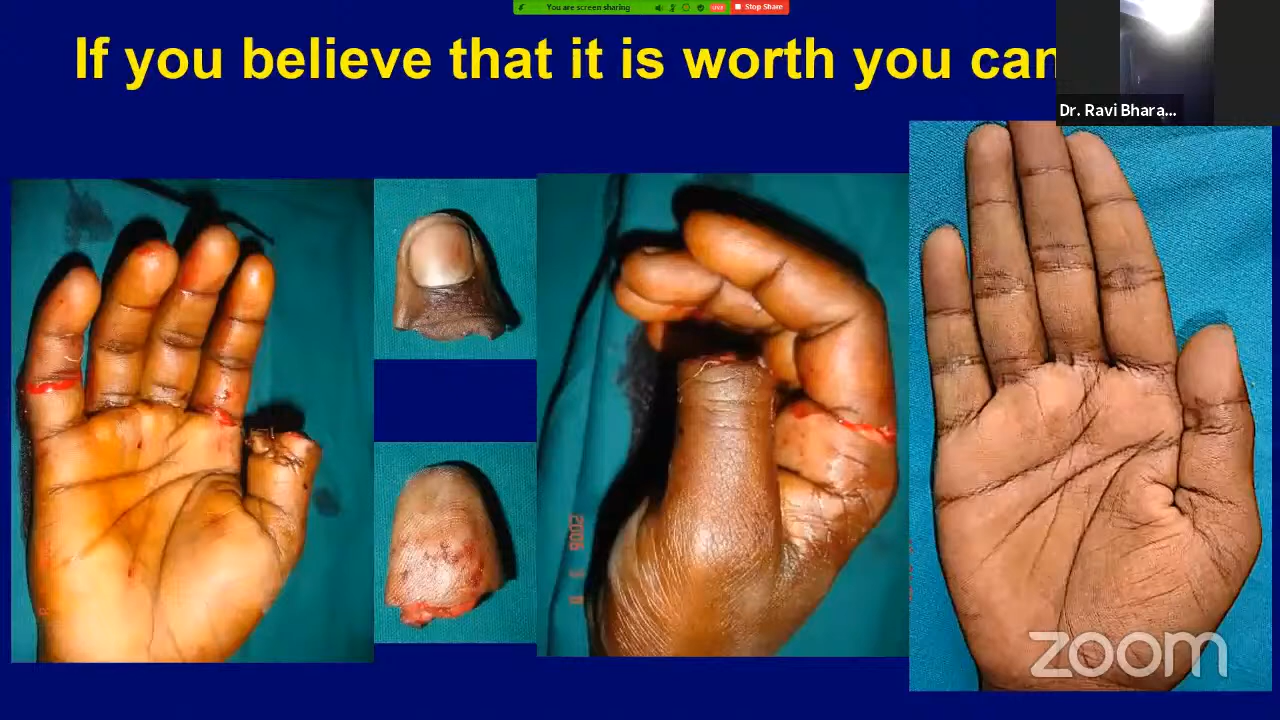 You are screen sharing
LIVE
Stop Share
If you believe that it is worth you can
Dr. Ravi Bhara...
zoom